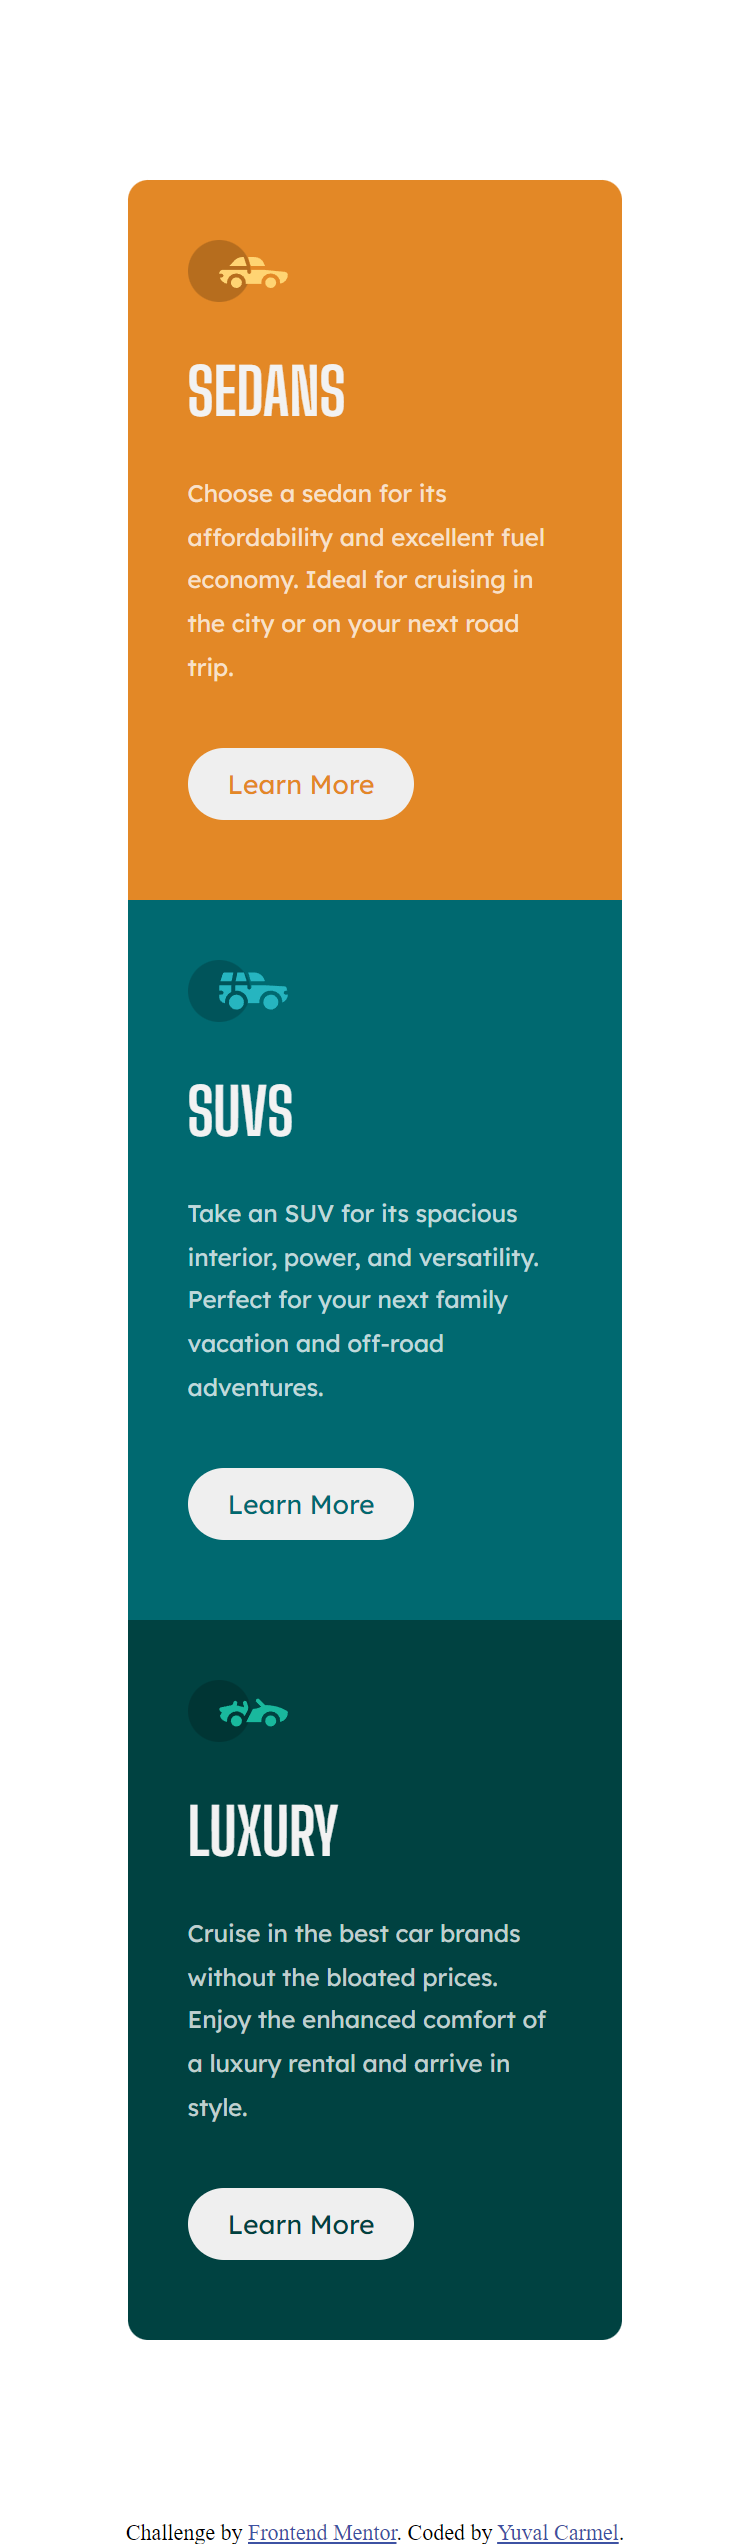 SEDANS
Choose a sedan for its
affordability and excellent fuel
economy. Ideal for cruising in
the city or on your next road
trip.
Learn More
SUVS
Take an SUV for its spacious
interior, power, and versatility.
Perfect for your next family
vacation and off-road
adventures.
Learn More
LUXURY
Cruise in the best car brands
without the bloated prices.
Enjoy the enhanced comfort of
a luxury rental and arrive in
style.
Learn More
Challenge by Frontend Mentor. Coded by Yuval Carmel.